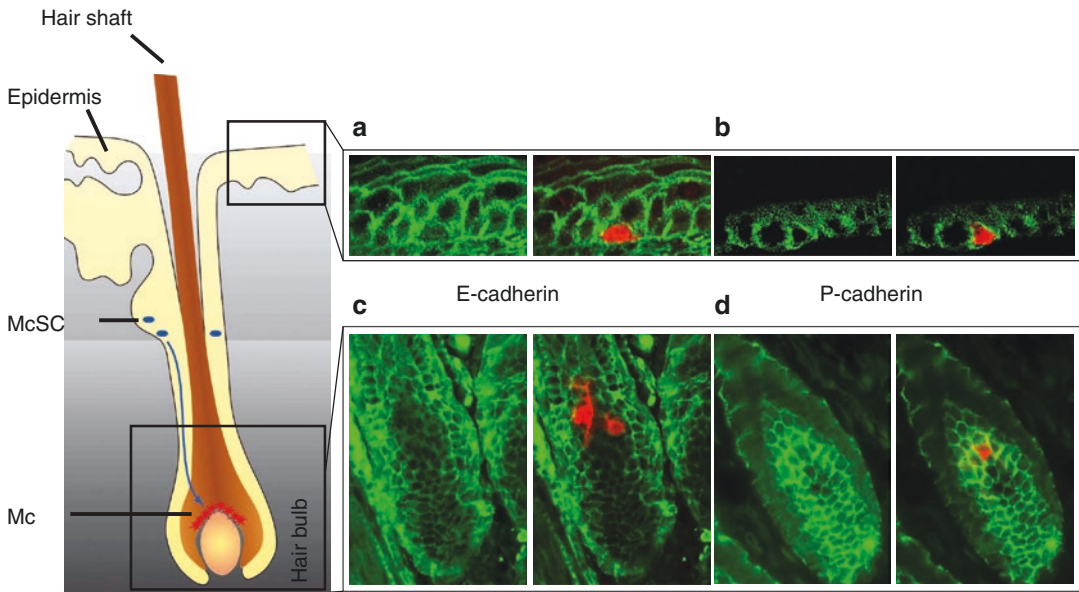 Hair shaft
Epidermis
a
b
McSC
E-cadherin
P-cadherin
c
d
Mc
Hair bulb